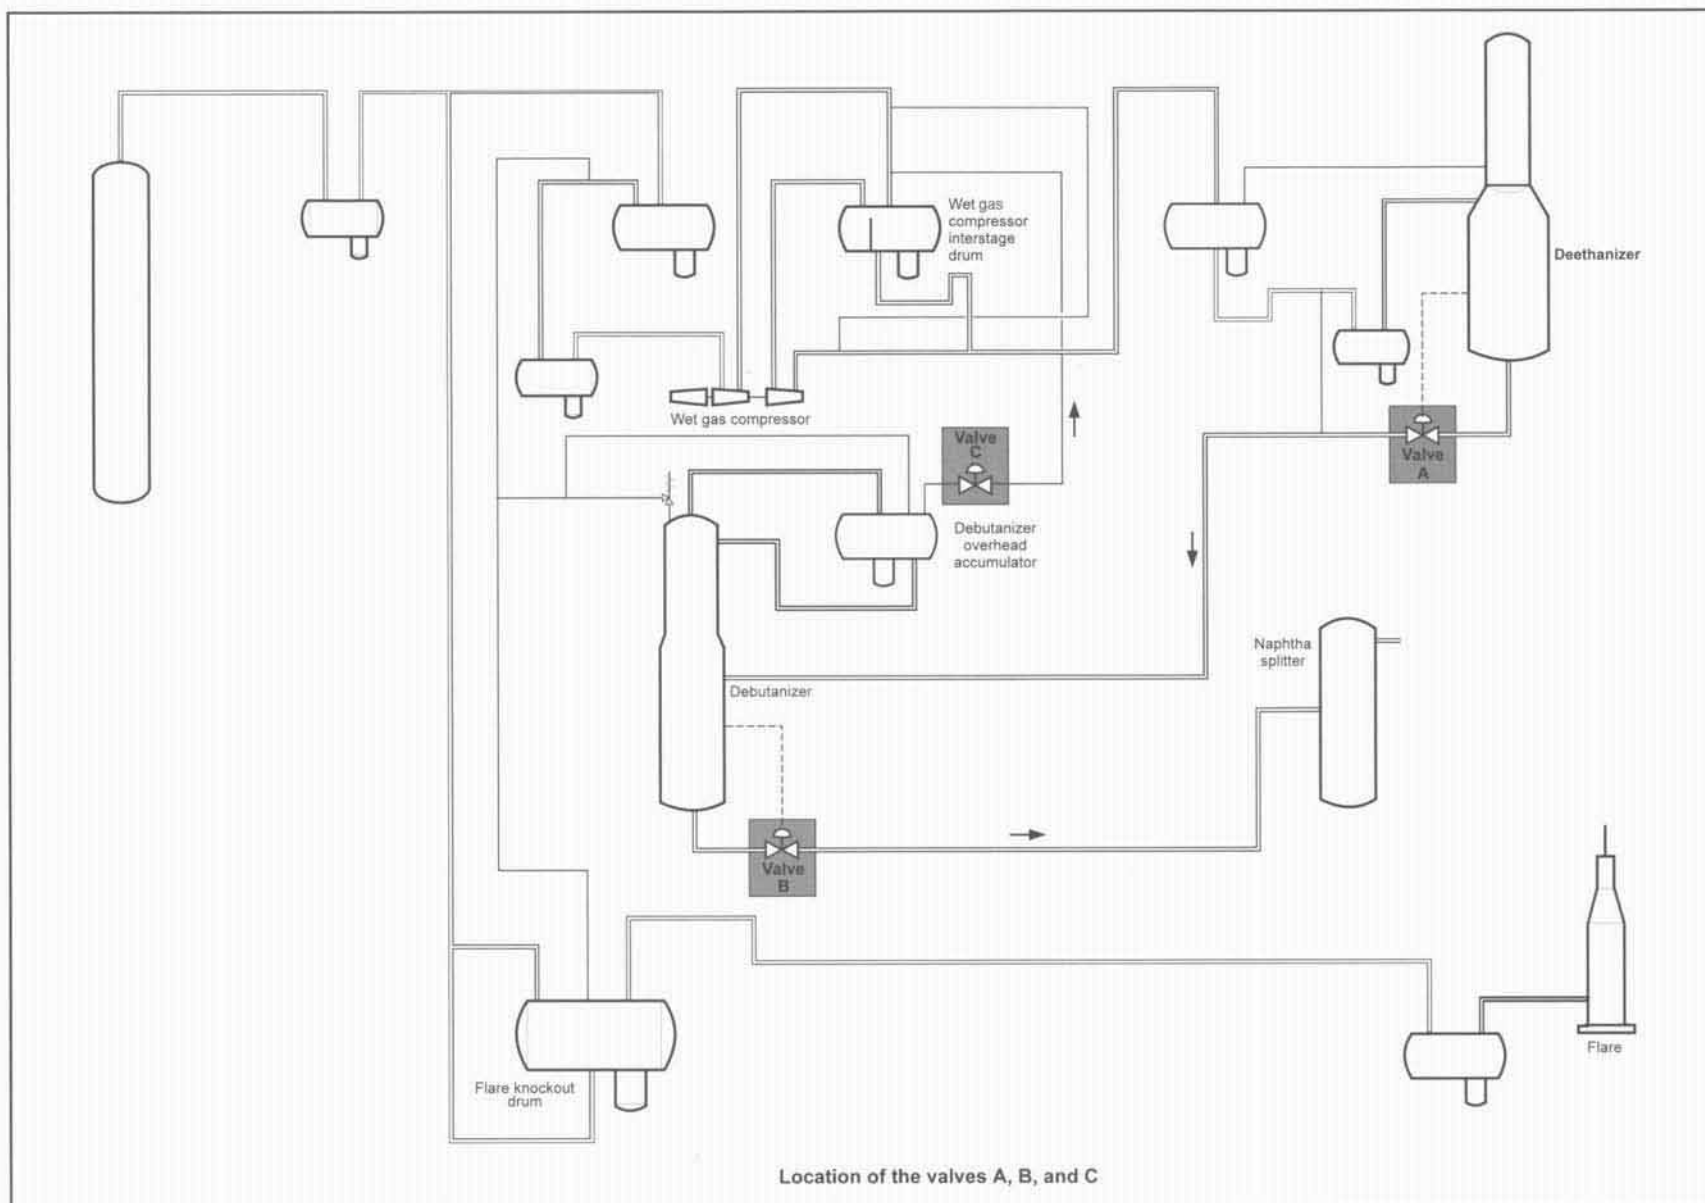 Wet gas
compressor
interstage
drum
Deethanizer
Wet gas compressor
Valve
C
Valve
A
Debutanizer
overhead
accumulator
Naphtha
splitter
Debutanizer
Valve
B
Flare knockout
drum
Flare
Location of the valves A, B, and C